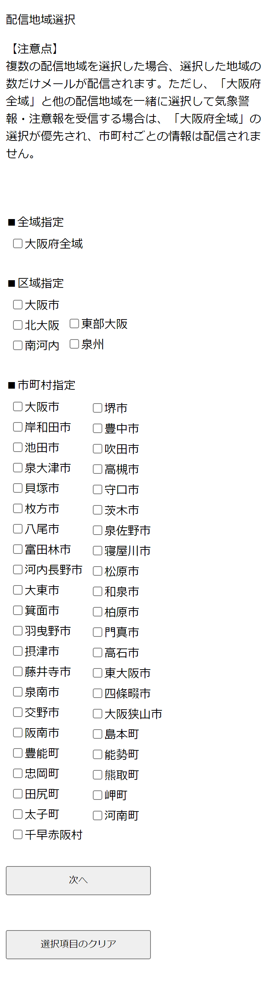 配信地域選択
【注意点】
複数の配信地域を選択した場合、選択した地域の
数だけメールが配信されます。ただし、「大阪府
全域」と他の配信地域を一緒に選択して気象警
報・注意報を受信する場合は、「大阪府全域」の
選択が優先され、市町村ごとの情報は配信されま
せん。
■全域指定
大阪府全域
■区域指定
大阪市
北大阪 東部大阪
南河内 泉州
■市町村指定
大阪市 堺市
岸和田市 豊中市
池田市 吹田市
泉大津市 高槻市
貝塚市 守口市
枚方市 茨木市
八尾市 泉佐野市
富田林市 寝屋川市
河内長野市 松原市
大東市 和泉市
箕面市 柏原市
羽曳野市 門真市
摂津市 高石市
藤井寺市 東大阪市
泉南市 四條畷市
交野市 大阪狭山市
阪南市 島本町
豊能町 能勢町
忠岡町 熊取町
田尻町 岬町
太子町 河南町
千早赤阪村
次へ
選択項目のクリア